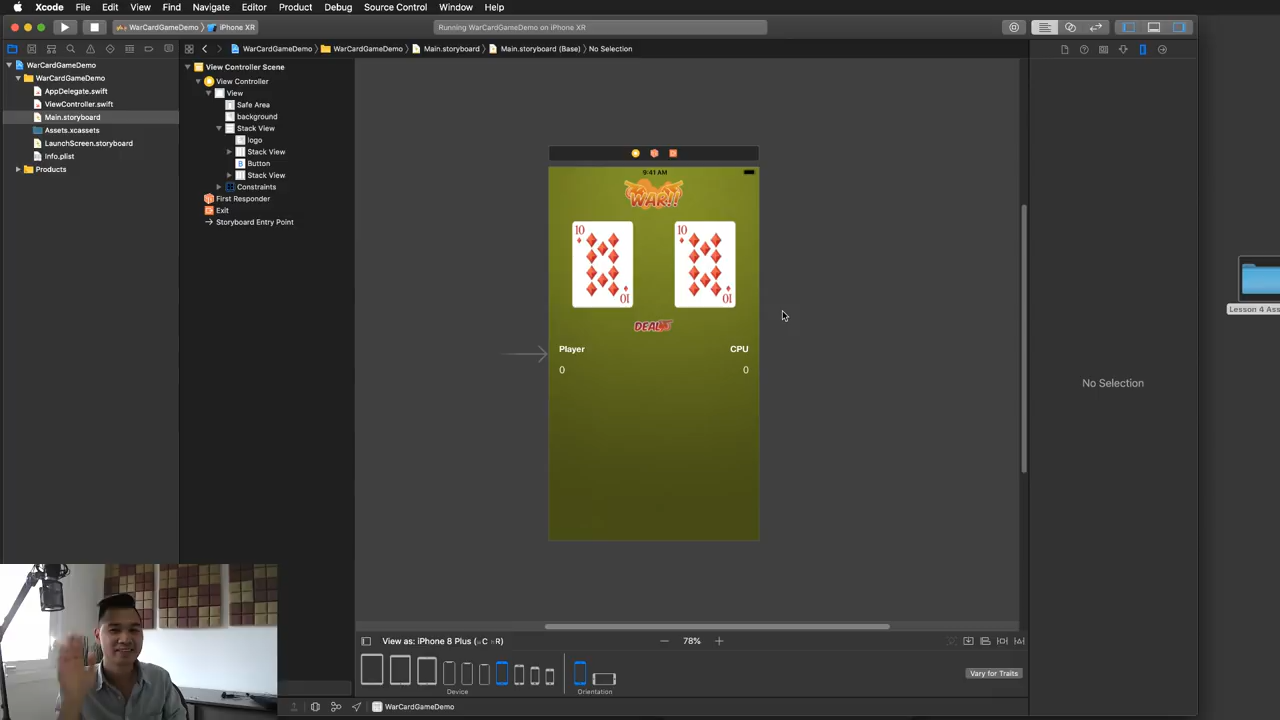 Xcode File Edit View Find Navigate Editor Product Debug Source Control Window Help
WarCardGameDemo iPhone XR
Running WarCardGameDemo on iPhone XR
WarCardGameDemo WarCardGameDemo Main.storyboard Main.storyboard (Base) No Selection
WarCardGameDemo
WarCardGameDemo
AppDelegate.swift
ViewController.swift
Main.storyboard
Assets.xcassets
LaunchScreen.storyboard
Info.plist
Products
View Controller Scene
View Controller
View
Safe Area
background
Stack View
logo
Stack View
B Button
Stack View
Constraints
First Responder
Exit
Storyboard Entry Point
9:41 AM
WAR!!
10 10
10 10
DEAL
Player CPU
0 0
No Selection
Lesson 4 Ass
View as: iPhone 8 Plus (wC hR)
78%
Device
Orientation
Vary for Traits
WarCardGameDemo